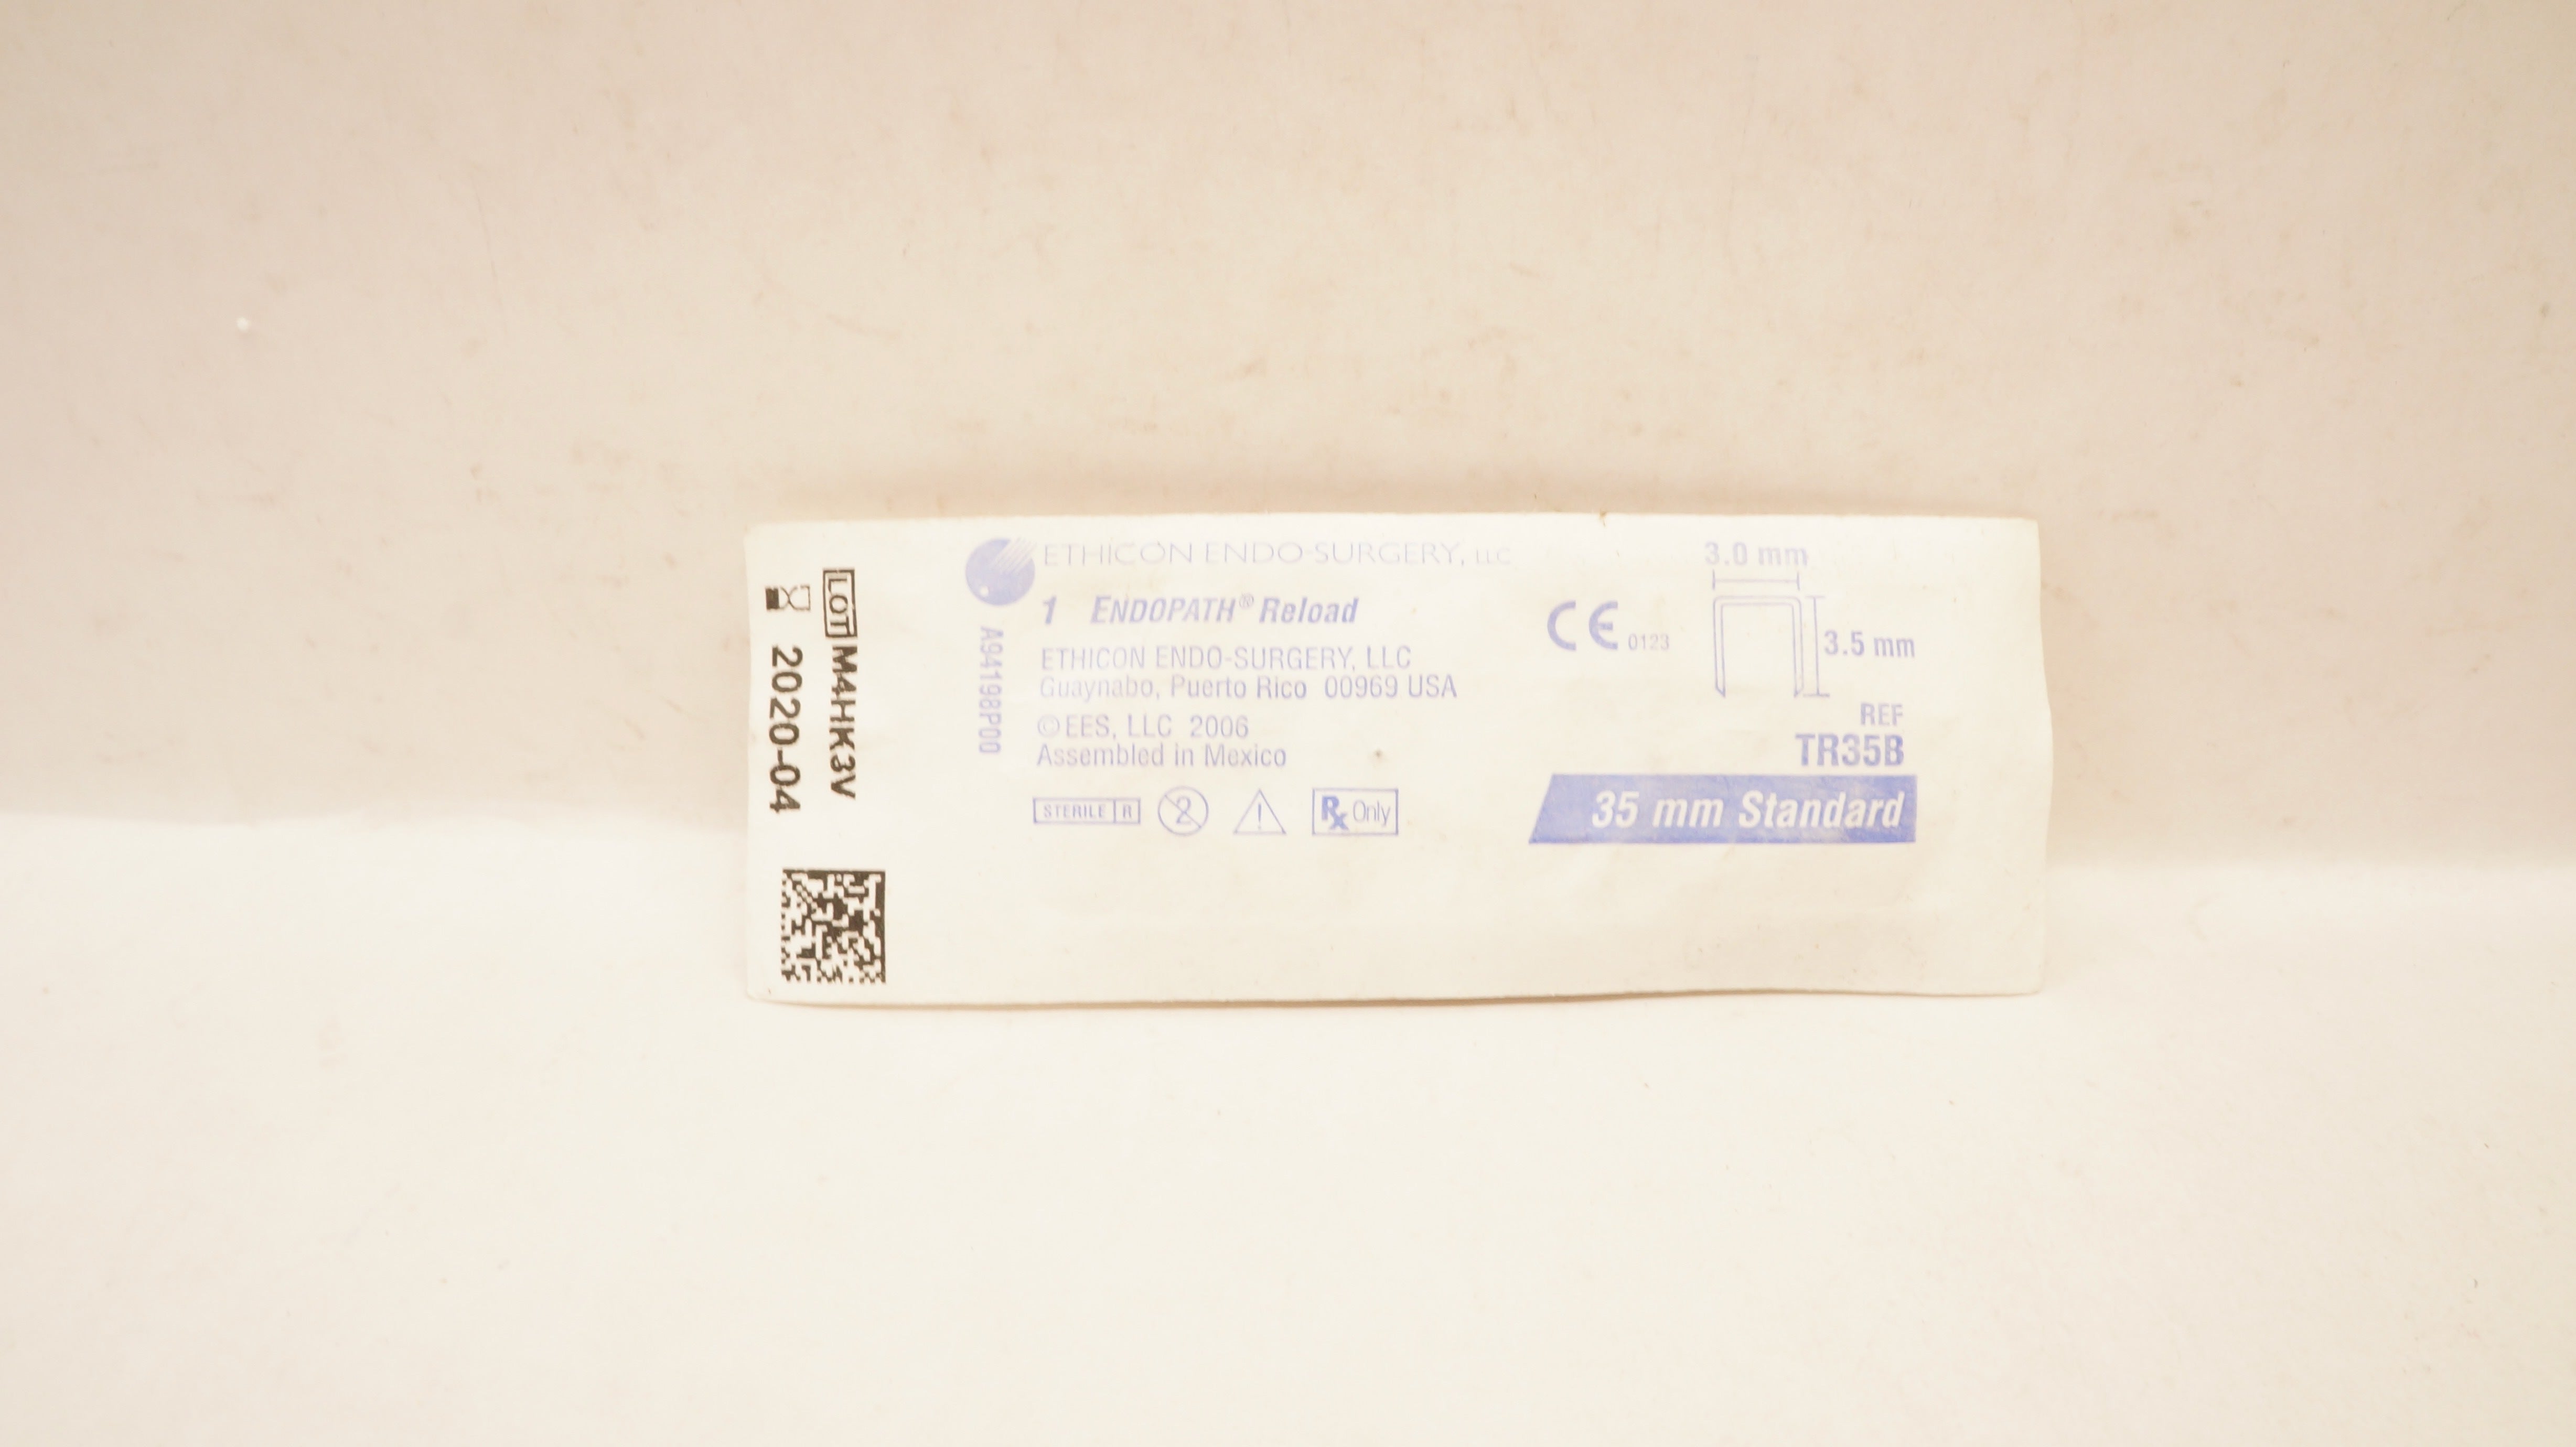 LOT M4HK3V
2020-04
ETHICON ENDO-SURGERY, LLC
1 ENDOPATH® Reload
A94198P00
ETHICON ENDO-SURGERY, LLC
Guaynabo, Puerto Rico 00969 USA
©EES, LLC 2006
Assembled in Mexico
STERILE R
2
Rx Only
CE 0123
3.0 mm
3.5 mm
REF
TR35B
35 mm Standard